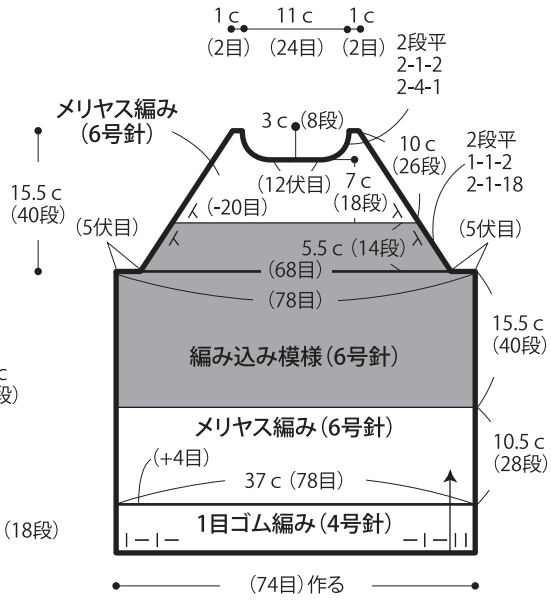 1 c 11 c 1 c
(2目) (24目) (2目)
2段平
2-1-2
2-4-1
メリヤス編み
(6号針)
3 c (8段)
10 c
(26段)
2段平
1-1-2
2-1-18
15.5 c
(40段)
(12伏目)
7 c
(18段)
(-20目)
(5伏目)
(5伏目)
5.5 c (14段)
(68目)
(78目)
15.5 c
(40段)
編み込み模様(6号針)
c
段)
メリヤス編み(6号針)
10.5 c
(28段)
(+4目)
37 c (78目)
(18段)
1目ゴム編み(4号針)
(74目)作る